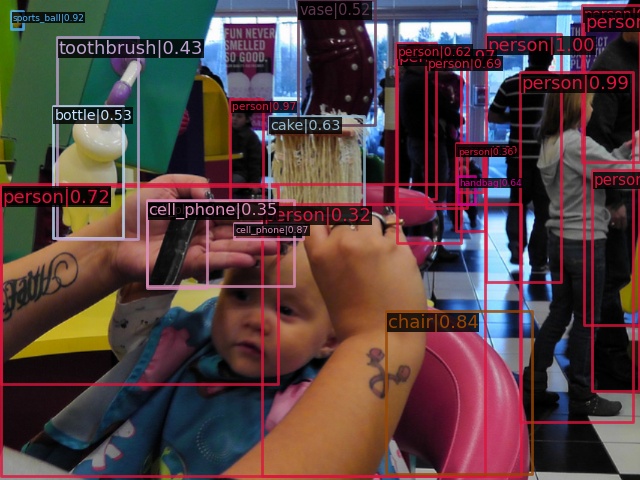 sports_ball|0.92
vase|0.52
person
toothbrush|0.43
FUN NEVER
SMELLED
SO GOOD.
person|0.62
person|0.69
person|1.00
person|0.99
bottle|0.53
person|0.97
cake|0.63
person|0.36
person
handbag|0.64
person|0.72
cell_phone|0.35
person|0.32
cell_phone|0.87
chair|0.84